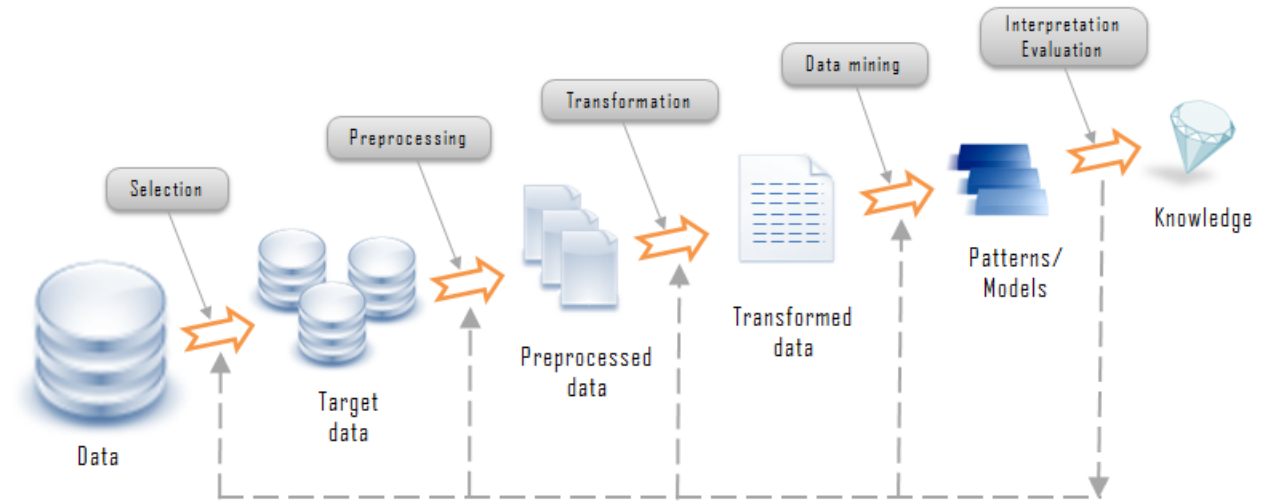 Interpretation
Evaluation
Data mining
Transformation
Preprocessing
Selection
Knowledge
Patterns/
Models
Transformed
data
Preprocessed
data
Target
data
Data